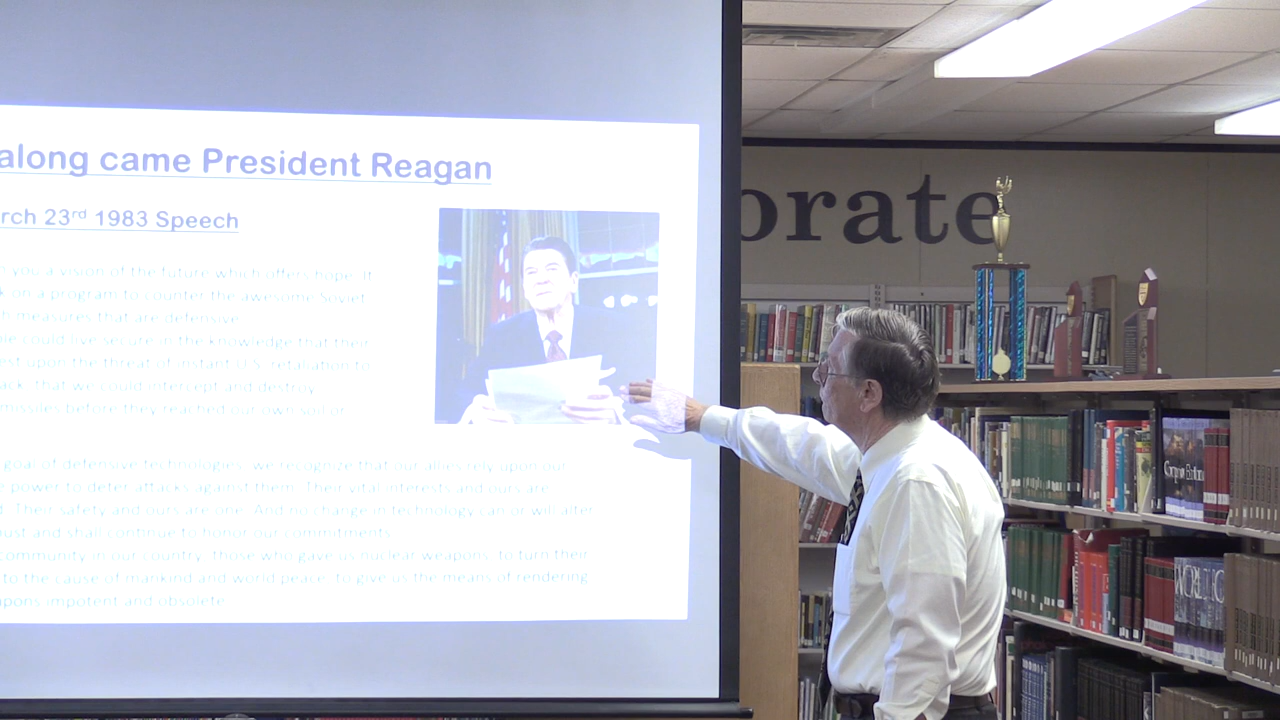 along came President Reagan
orate
rch 23rd 1983 Speech
you a vision of the future which offers hope. It
on a program to counter the awesome Soviet
measures that are defensive
could live secure in the knowledge that their
est upon the threat of instant U.S. retaliation to
ack, that we could intercept and destroy
missiles before they reached our own soil or
goal of defensive technologies, we recognize that our allies rely upon our
power to deter attacks against them. Their vital interests and ours are
Their safety and ours are one. And no change in technology can or will alter
and shall continue to honor our commitments
community in our country, those who gave us nuclear weapons, to turn their
to the cause of mankind and world peace, to give us the means of rendering
pons impotent and obsolete
WORLD